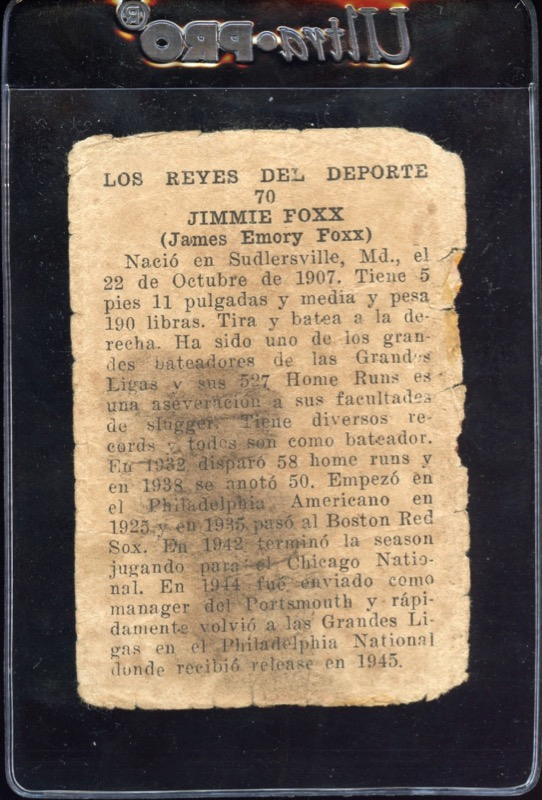 Ultra•PRO®
LOS REYES DEL DEPORTE
70
JIMMIE FOXX
(James Emory Foxx)
Nació en Sudlersville, Md., el
22 de Octubre de 1907. Tiene 5
pies 11 pulgadas y media y pesa
190 libras. Tira y batea a la de-
recha. Ha sido uno de los gran-
des bateadores de las Grandes
Ligas y sus 527 Home Runs es
una aseveración a sus facultades
de slugger. Tiene diversos re-
cords y todos son como bateador.
En 1932 disparó 58 home runs y
en 1938 se anotó 50. Empezó en
el Philadelphia Americano en
1925 y en 1935 pasó al Boston Red
Sox. En 1942 terminó la season
jugando para el Chicago Natio-
nal. En 1944 fué enviado como
manager del Portsmouth y rápi-
damente volvió a las Grandes Li-
gas en el Philadelphia National
donde recibió release en 1945.